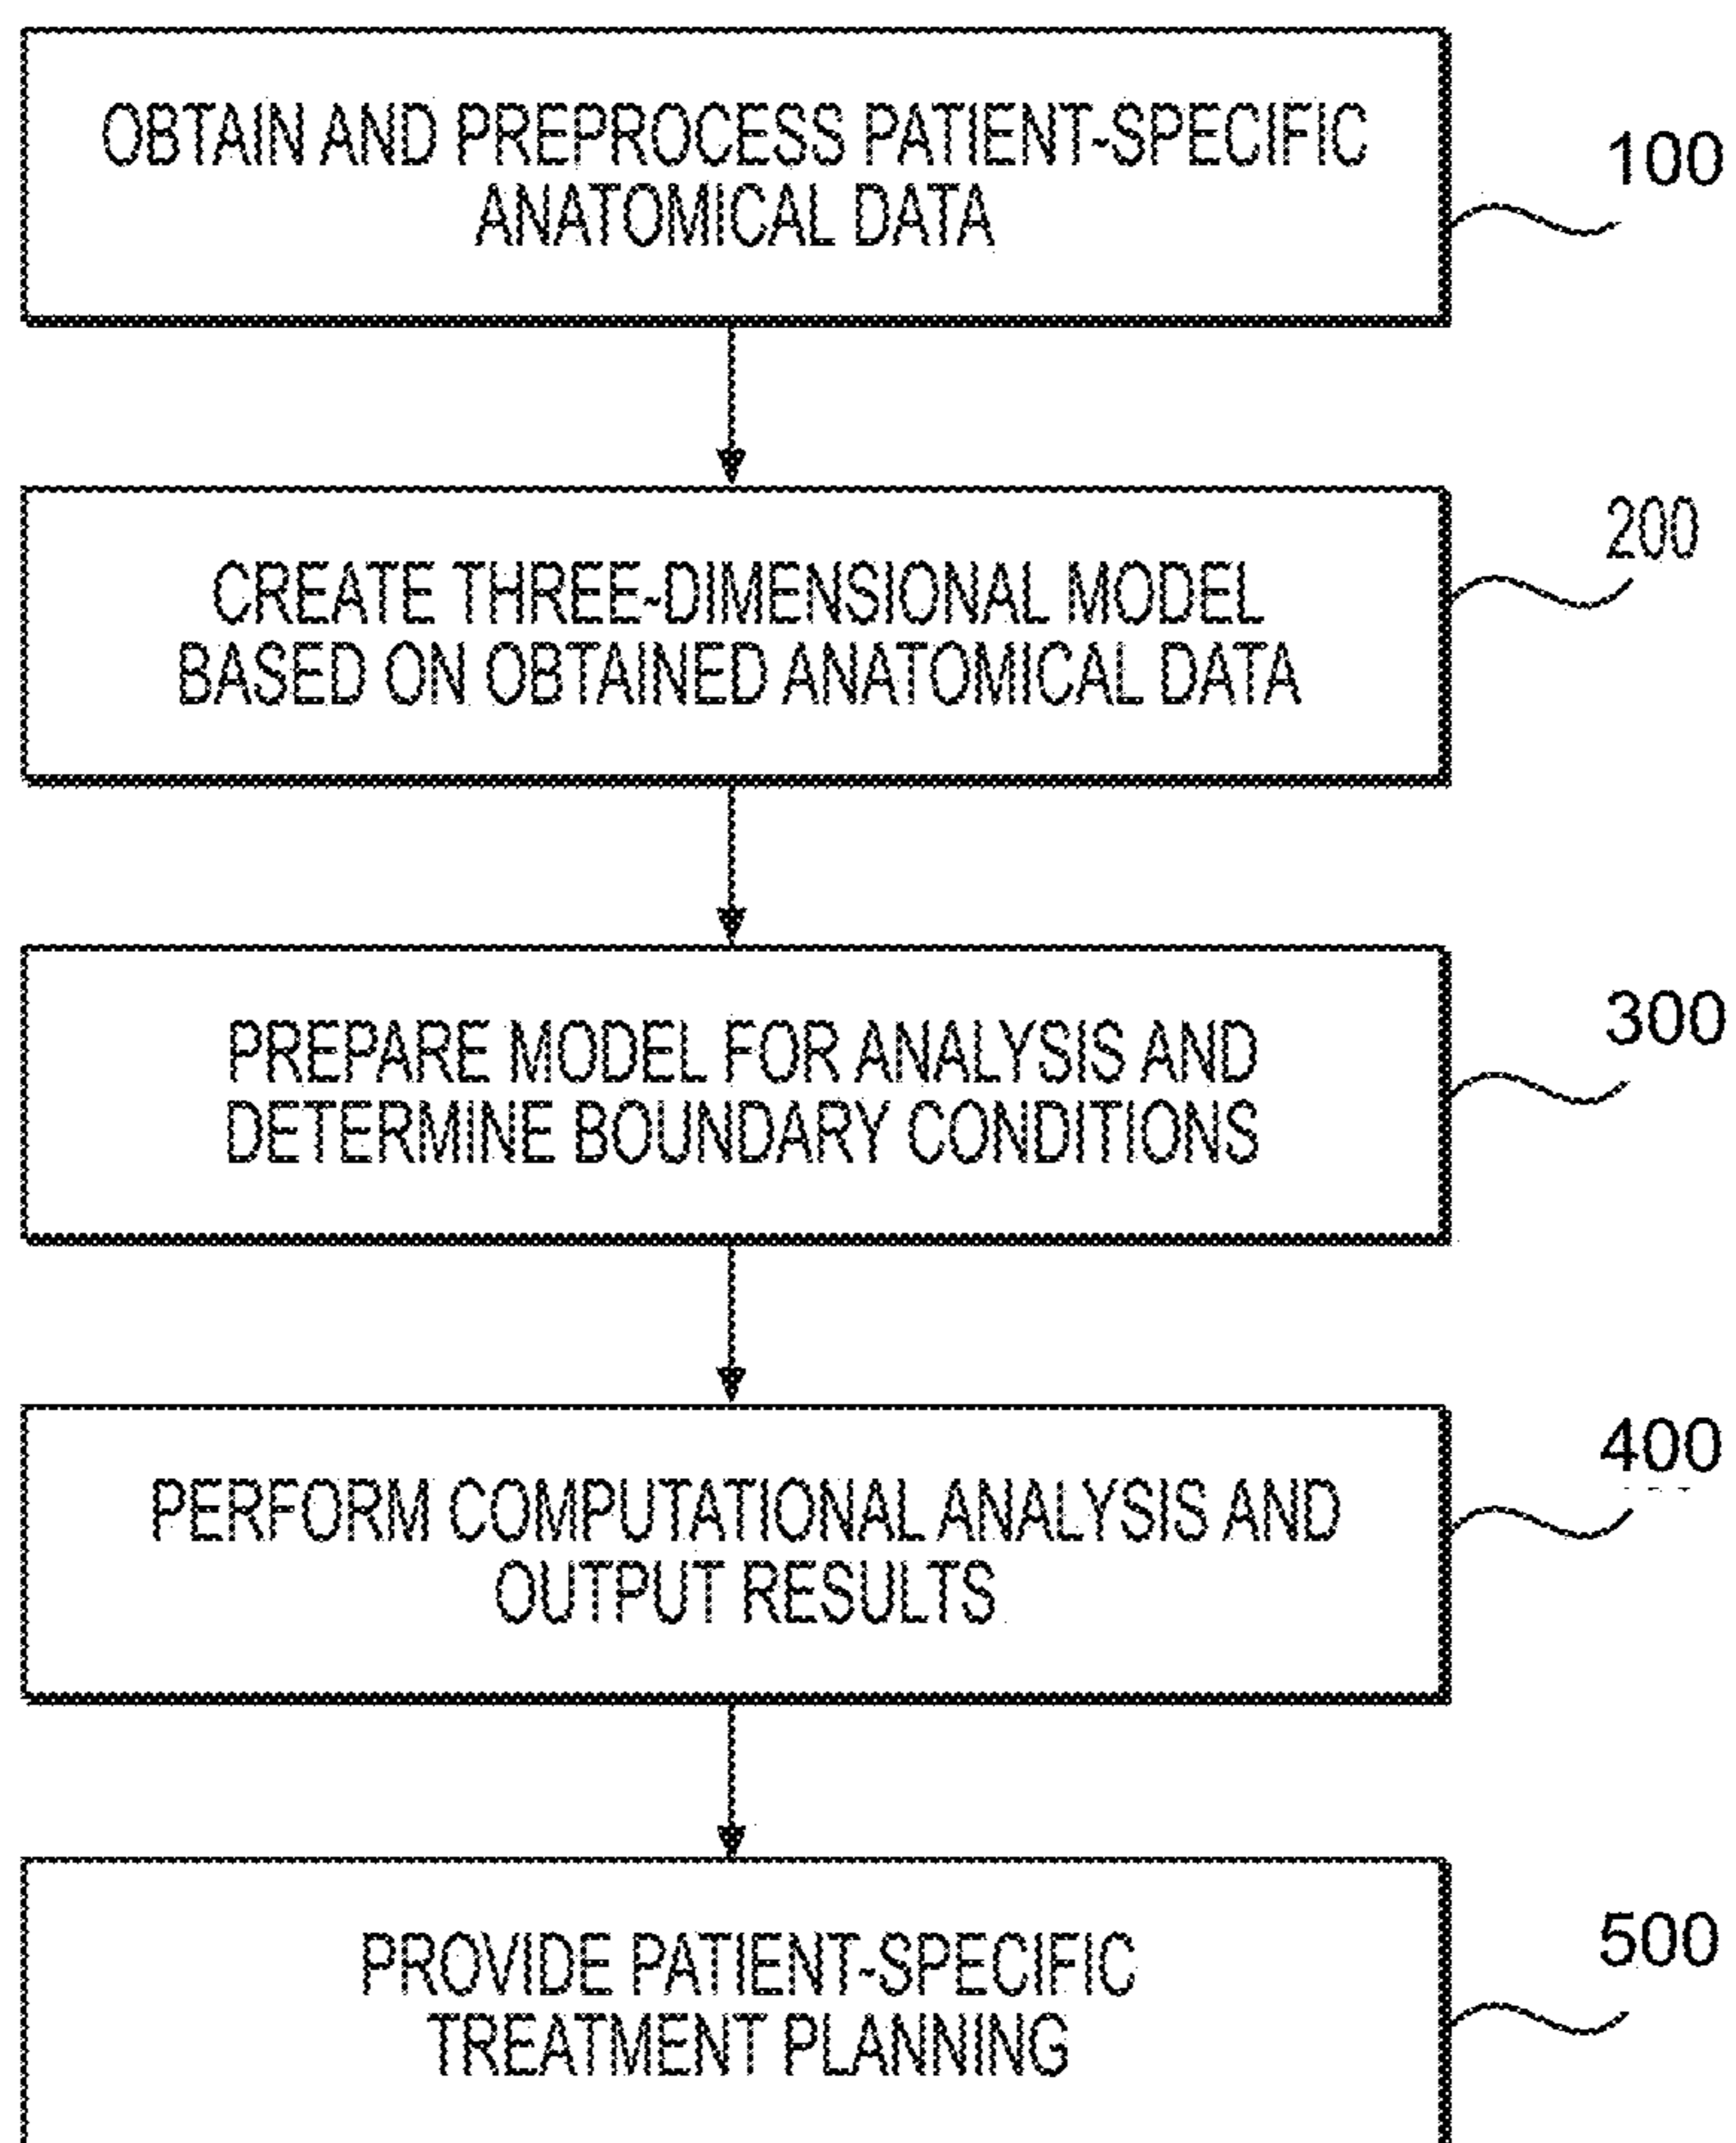 OBTAIN AND PREPROCESS PATIENT-SPECIFIC
ANATOMICAL DATA
100
CREATE THREE-DIMENSIONAL MODEL
BASED ON OBTAINED ANATOMICAL DATA
200
PREPARE MODEL FOR ANALYSIS AND
DETERMINE BOUNDARY CONDITIONS
300
PERFORM COMPUTATIONAL ANALYSIS AND
OUTPUT RESULTS
400
PROVIDE PATIENT-SPECIFIC
TREATMENT PLANNING
500